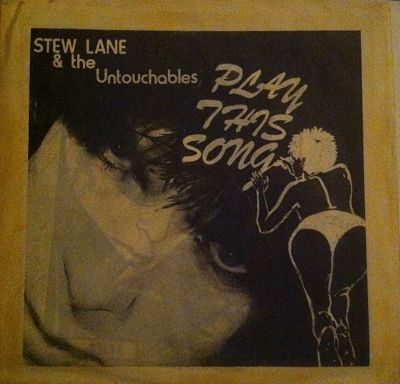 STEW LANE
& the
Untouchables
PLAY
THIS
SONG